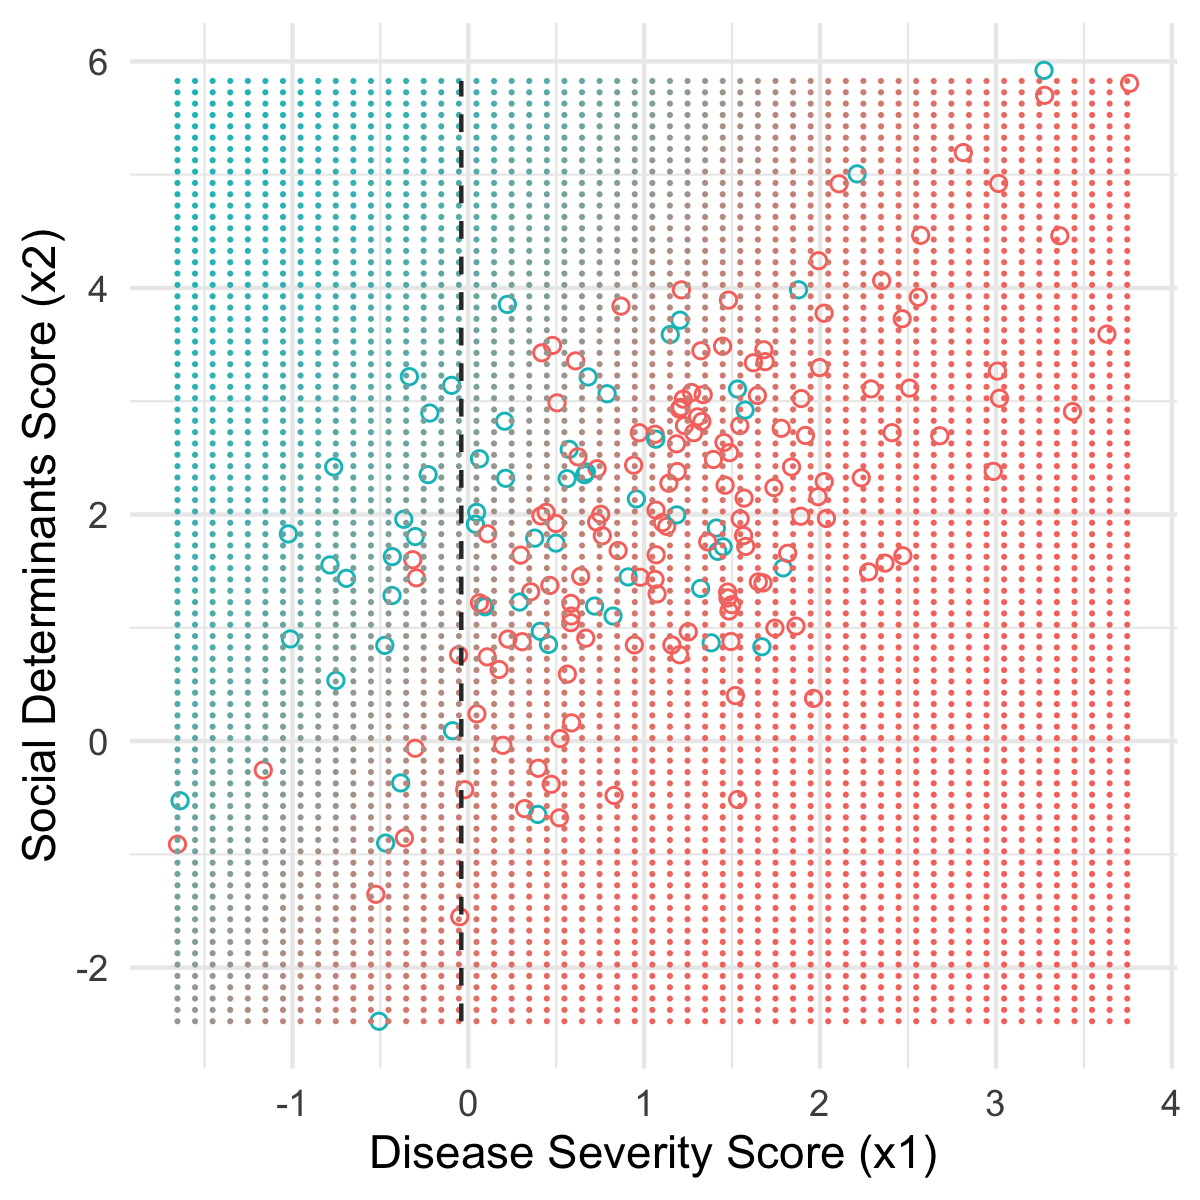 Social Determinants Score (x2)
6
4
2
0
-2
-1 0 1 2 3 4
Disease Severity Score (x1)